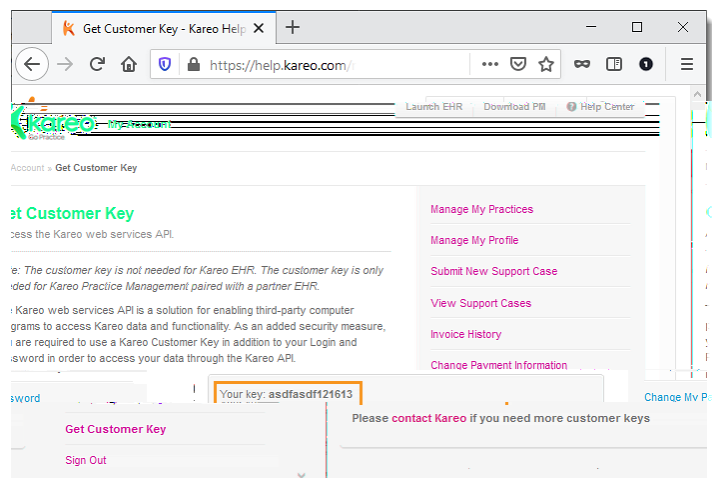 Get Customer Key - Kareo Help
https://help.kareo.com/
Launch EHR Download PM Help Center
kareo My Account
Go Practice
Account » Get Customer Key
et Customer Key
cess the Kareo web services API.
e: The customer key is not needed for Kareo EHR. The customer key is only
eded for Kareo Practice Management paired with a partner EHR.
e Kareo web services API is a solution for enabling third-party computer
grams to access Kareo data and functionality. As an added security measure,
u are required to use a Kareo Customer Key in addition to your Login and
ssword in order to access your data through the Kareo API.
Manage My Practices
Manage My Profile
Submit New Support Case
View Support Cases
Invoice History
Change Payment Information
sword
Your key: asdfasdf121613
Change My P
Get Customer Key
Sign Out
Please contact Kareo if you need more customer keys